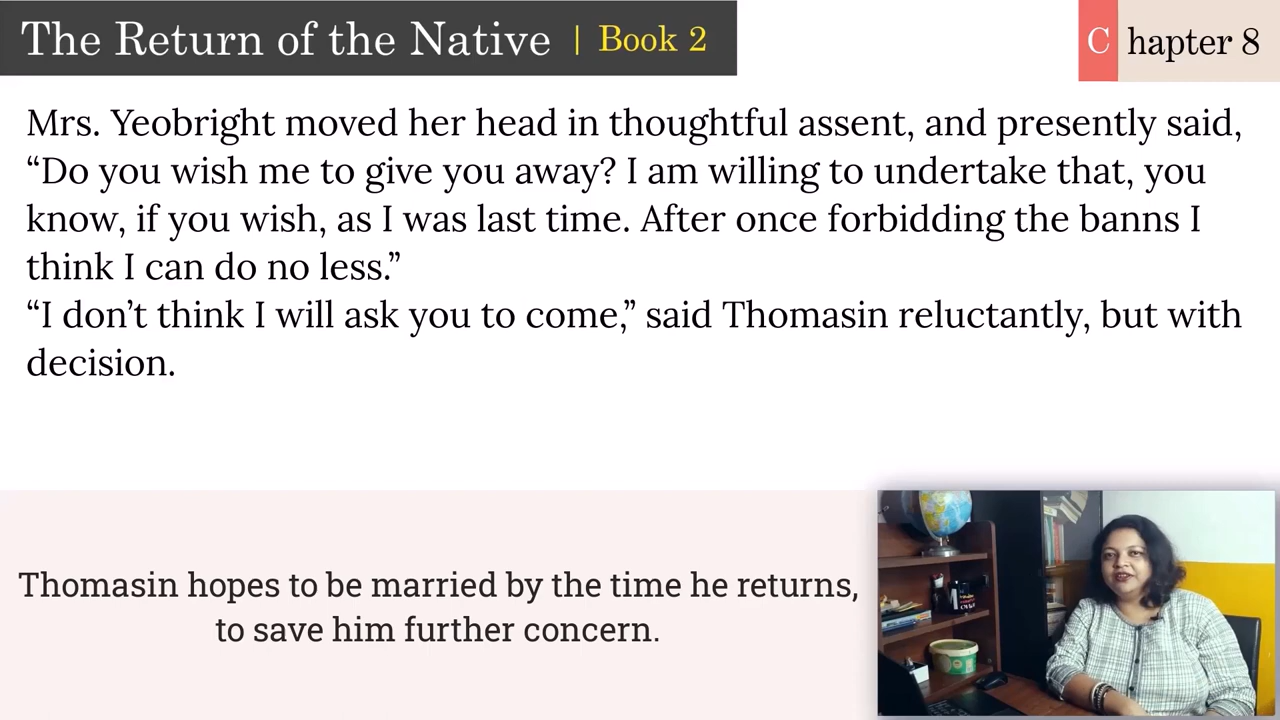 The Return of the Native | Book 2
Chapter 8
Mrs. Yeobright moved her head in thoughtful assent, and presently said,
“Do you wish me to give you away? I am willing to undertake that, you
know, if you wish, as I was last time. After once forbidding the banns I
think I can do no less.”
“I don’t think I will ask you to come,” said Thomasin reluctantly, but with
decision.
Thomasin hopes to be married by the time he returns,
to save him further concern.